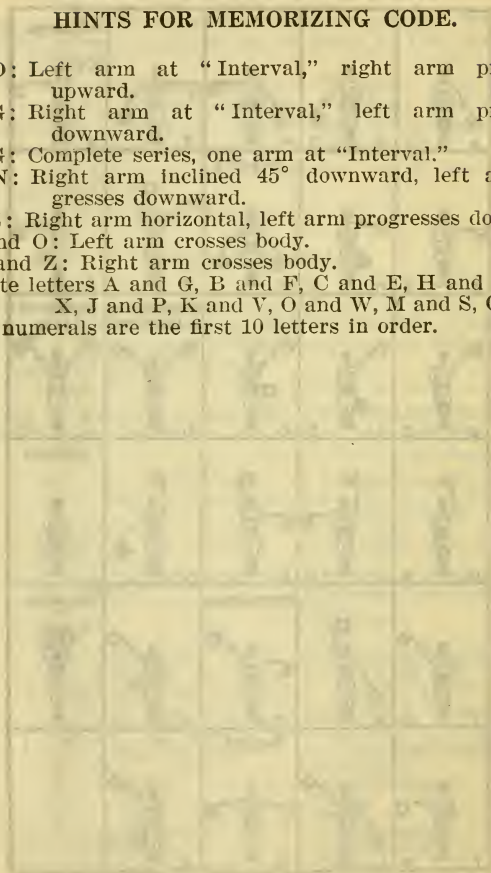 HINTS FOR MEMORIZING CODE.
: Left arm at “Interval,” right arm
upward.
: Right arm at “Interval,” left arm
downward.
: Complete series, one arm at “Interval.”
N: Right arm inclined 45° downward, left
gresses downward.
: Right arm horizontal, left arm progresses
O: Left arm crosses body.
and Z: Right arm crosses body.
letters A and G, B and F, C and E, H and
X, J and P, K and V, O and W, M and S,
numerals are the first 10 letters in order.